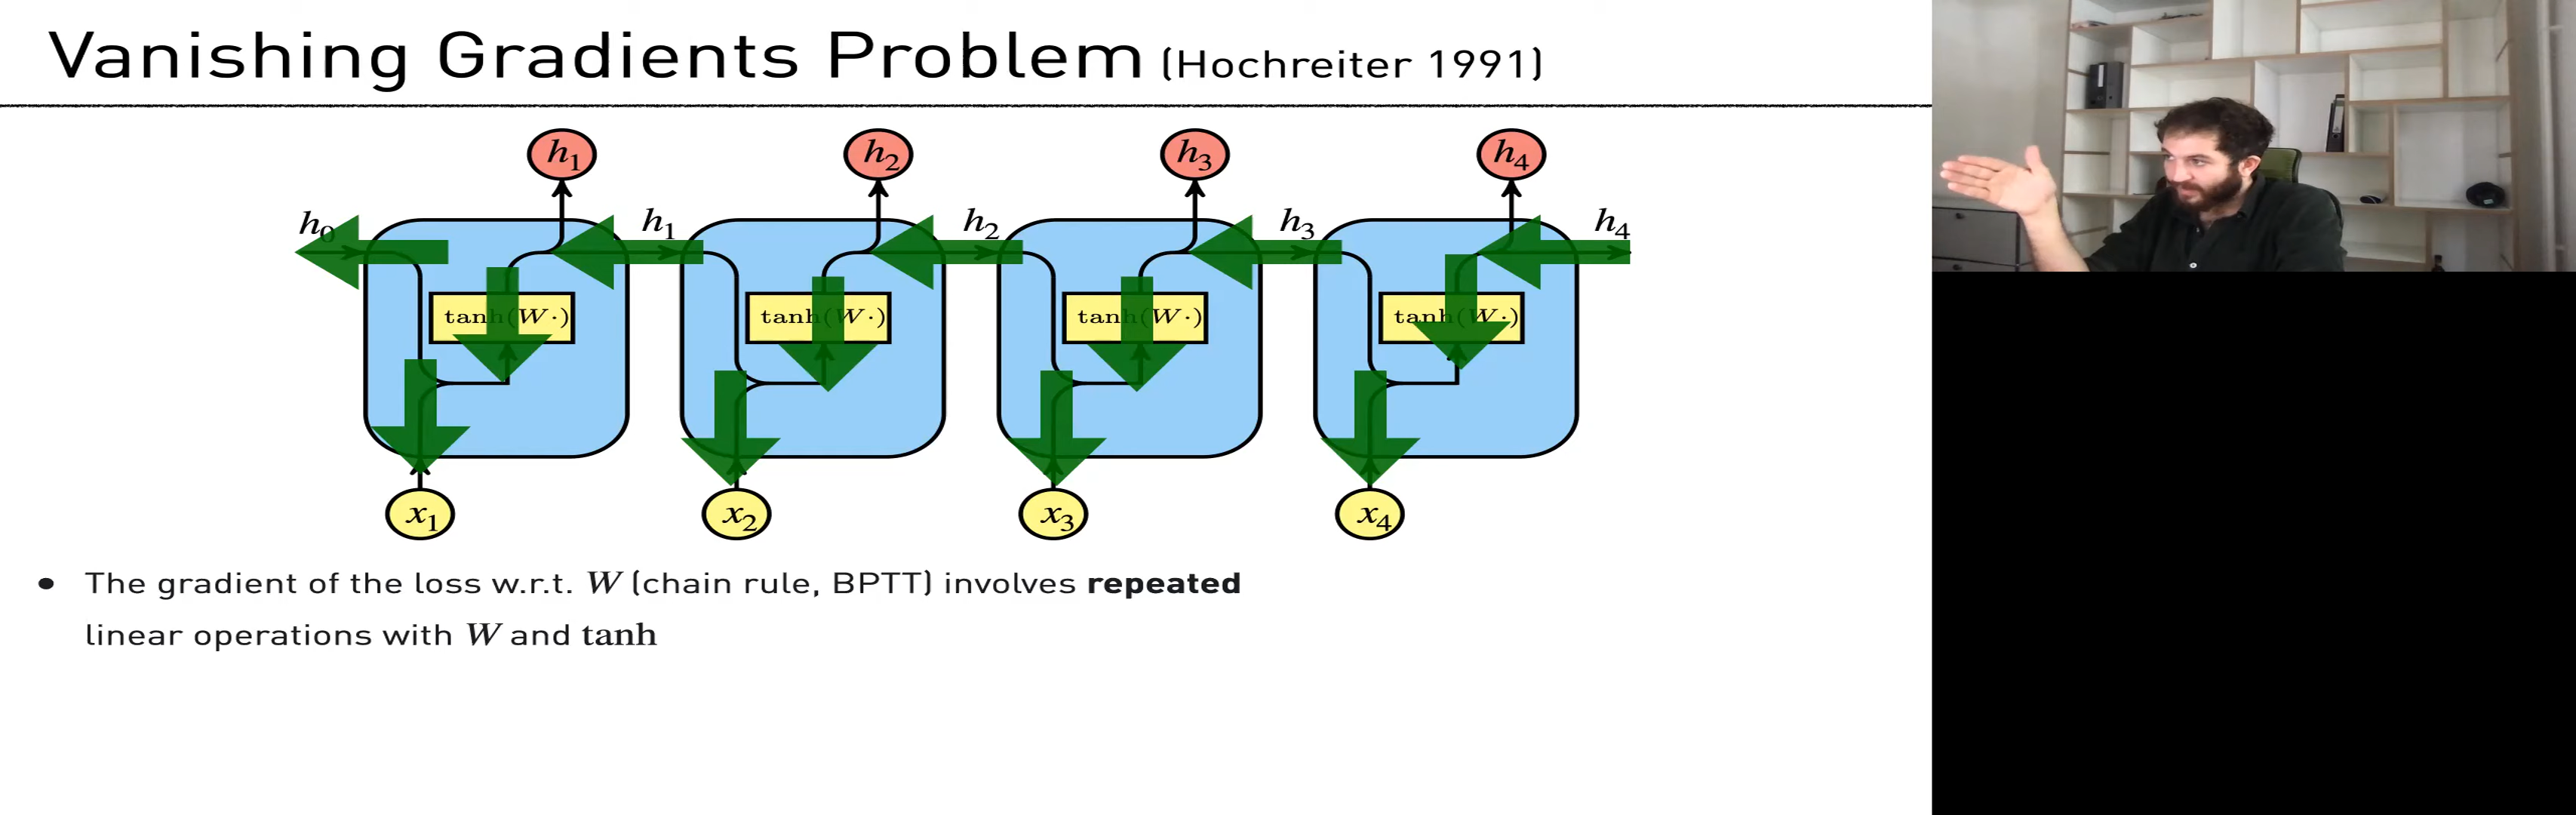 Vanishing Gradients Problem (Hochreiter 1991)
h₁ h₂ h₃ h₄
h₀ h₁ h₂ h₃ h₄
tanh(W·) tanh(W·) tanh(W·) tanh(W·)
x₁ x₂ x₃ x₄
• The gradient of the loss w.r.t. W (chain rule, BPTT) involves repeated
linear operations with W and tanh